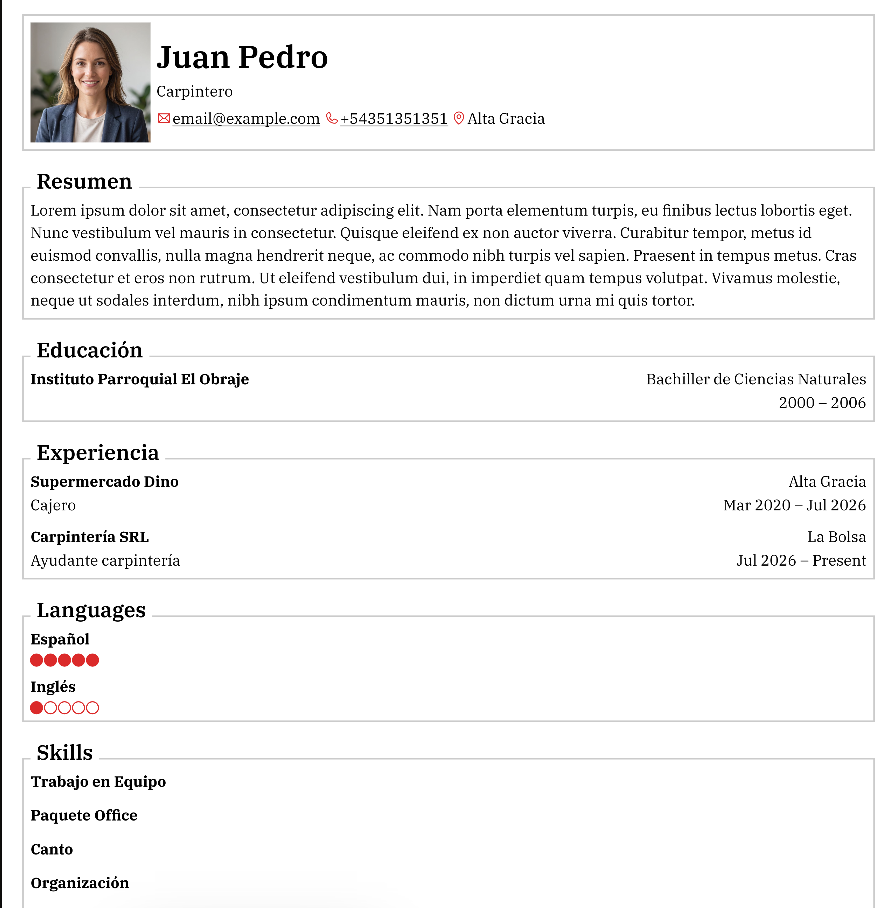 Juan Pedro
Carpintero
email@example.com +54351351351 Alta Gracia
Resumen
Lorem ipsum dolor sit amet, consectetur adipiscing elit. Nam porta elementum turpis, eu finibus lectus lobortis eget.
Nunc vestibulum vel mauris in consectetur. Quisque eleifend ex non auctor viverra. Curabitur tempor, metus id
euismod convallis, nulla magna hendrerit neque, ac commodo nibh turpis vel sapien. Praesent in tempus metus. Cras
consectetur et eros non rutrum. Ut eleifend vestibulum dui, in imperdiet quam tempus volutpat. Vivamus molestie,
neque ut sodales interdum, nibh ipsum condimentum mauris, non dictum urna mi quis tortor.
Educación
Instituto Parroquial El Obraje Bachiller de Ciencias Naturales
2000 – 2006
Experiencia
Supermercado Dino Alta Gracia
Cajero Mar 2020 – Jul 2026
Carpintería SRL La Bolsa
Ayudante carpintería Jul 2026 – Present
Languages
Español
Inglés
Skills
Trabajo en Equipo
Paquete Office
Canto
Organización